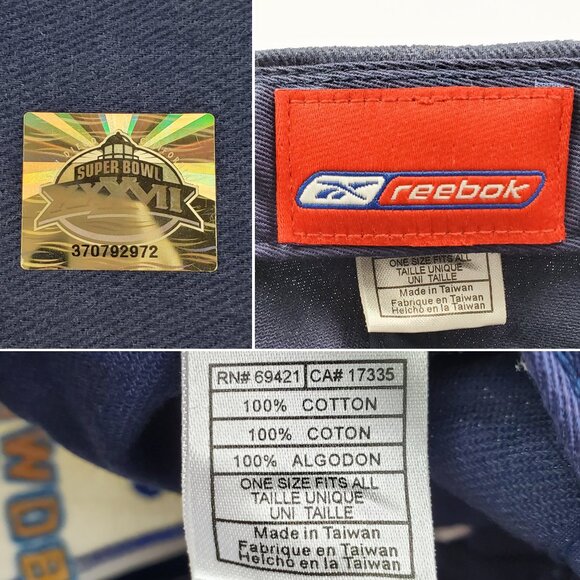 SUPER BOWL
XXXVII
370792972
reebok
ONE SIZE FITS ALL
TAILLE UNIQUE
UNI TAILLE
Made in Taiwan
Fabrique en Taiwan
Helcho en la Taiwan
RN# 69421 CA# 17335
100% COTTON
100% COTON
100% ALGODON
ONE SIZE FITS ALL
TAILLE UNIQUE
UNI TAILLE
Made in Taiwan
Fabrique en Taiwan
Helcho en la Taiwan